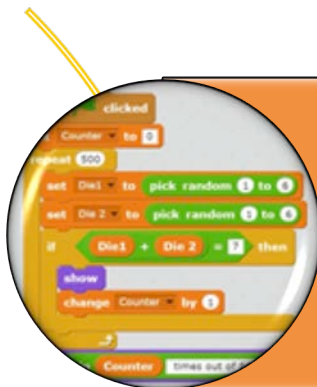 clicked
Counter to 0
repeat 500
set Die1 to pick random 1 to 6
set Die 2 to pick random 1 to 6
if Die1 + Die 2 = 7 then
show
change Counter by 1
Counter times out of